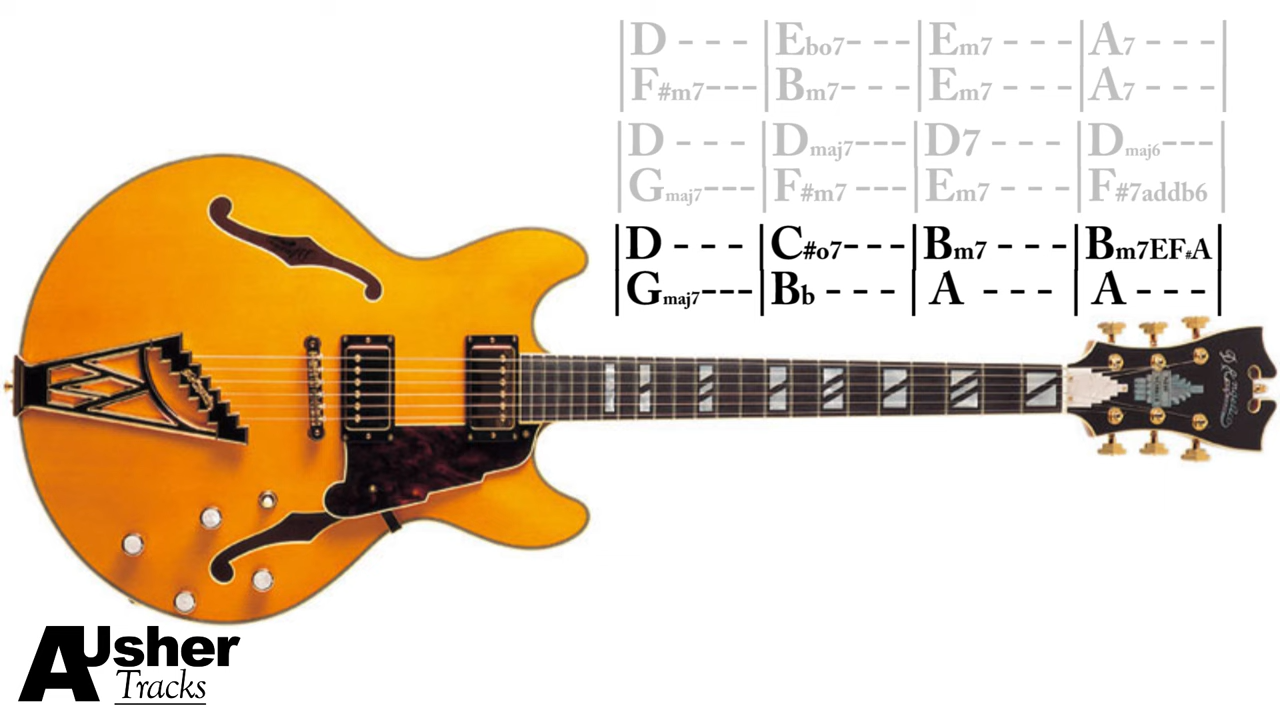 | D - - - | Ebo7- - - | Em7 - - - | A7 - - - |
| F#m7--- | Bm7- - - | Em7 - - - | A7 - - - |
| D - - - | Dmaj7--- | D7 - - - | Dmaj6--- |
| Gmaj7--- | F#m7 --- | Em7 - - - | F#7addb6 |
| D - - - | C#o7--- | Bm7 - - - | Bm7EF#A |
| Gmaj7--- | Bb - - - | A - - - | A - - - |
AUsher
Tracks